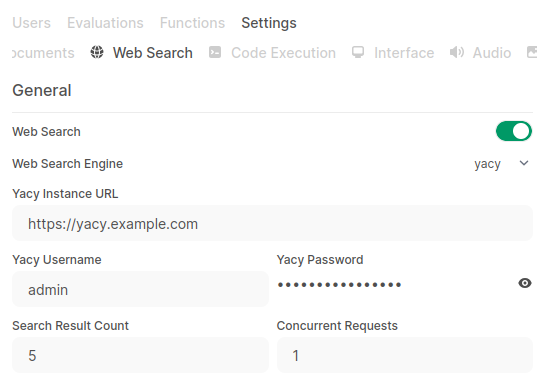 Users Evaluations Functions Settings
ocuments Web Search Code Execution Interface Audio
General
Web Search
Web Search Engine yacy
Yacy Instance URL
https://yacy.example.com
Yacy Username Yacy Password
admin ••••••••••••••••
Search Result Count Concurrent Requests
5 1